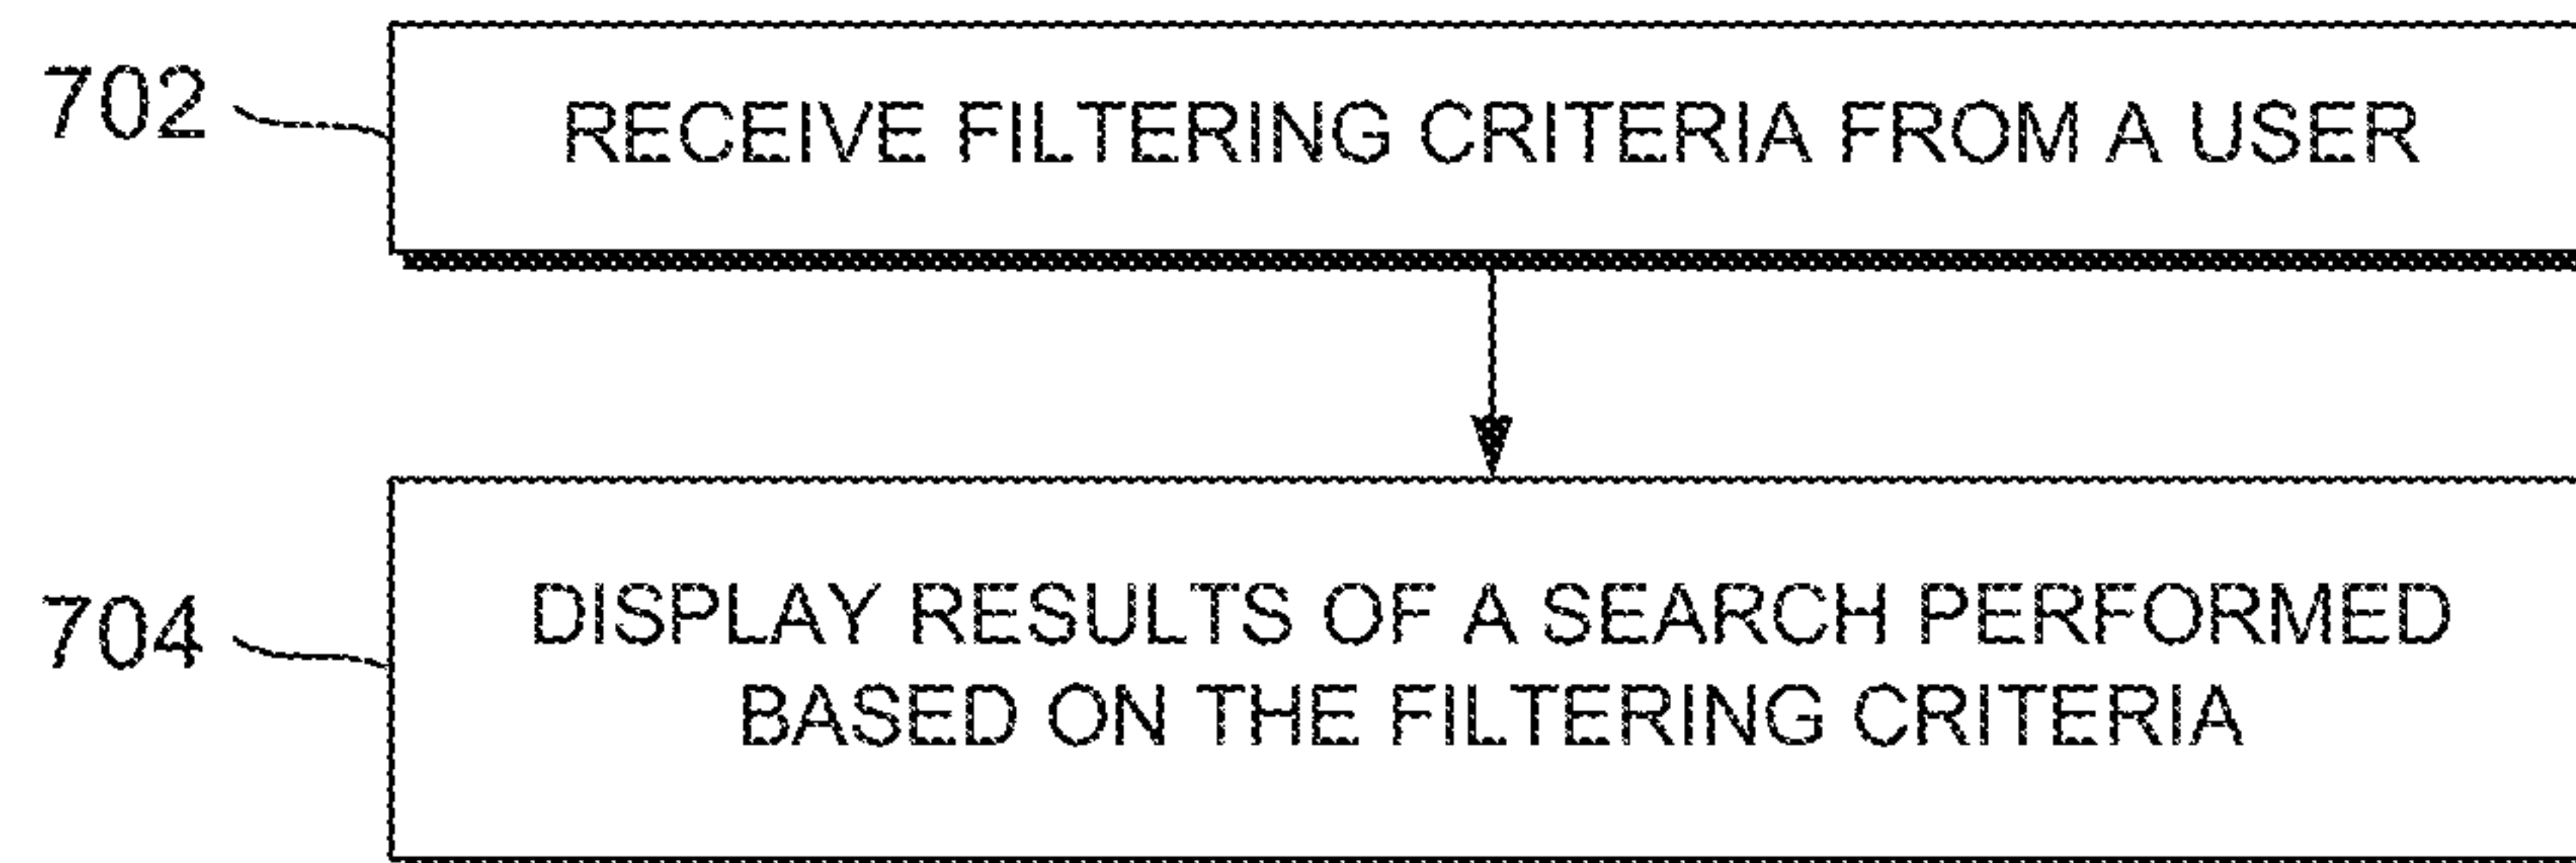 702
RECEIVE FILTERING CRITERIA FROM A USER
704
DISPLAY RESULTS OF A SEARCH PERFORMED
BASED ON THE FILTERING CRITERIA